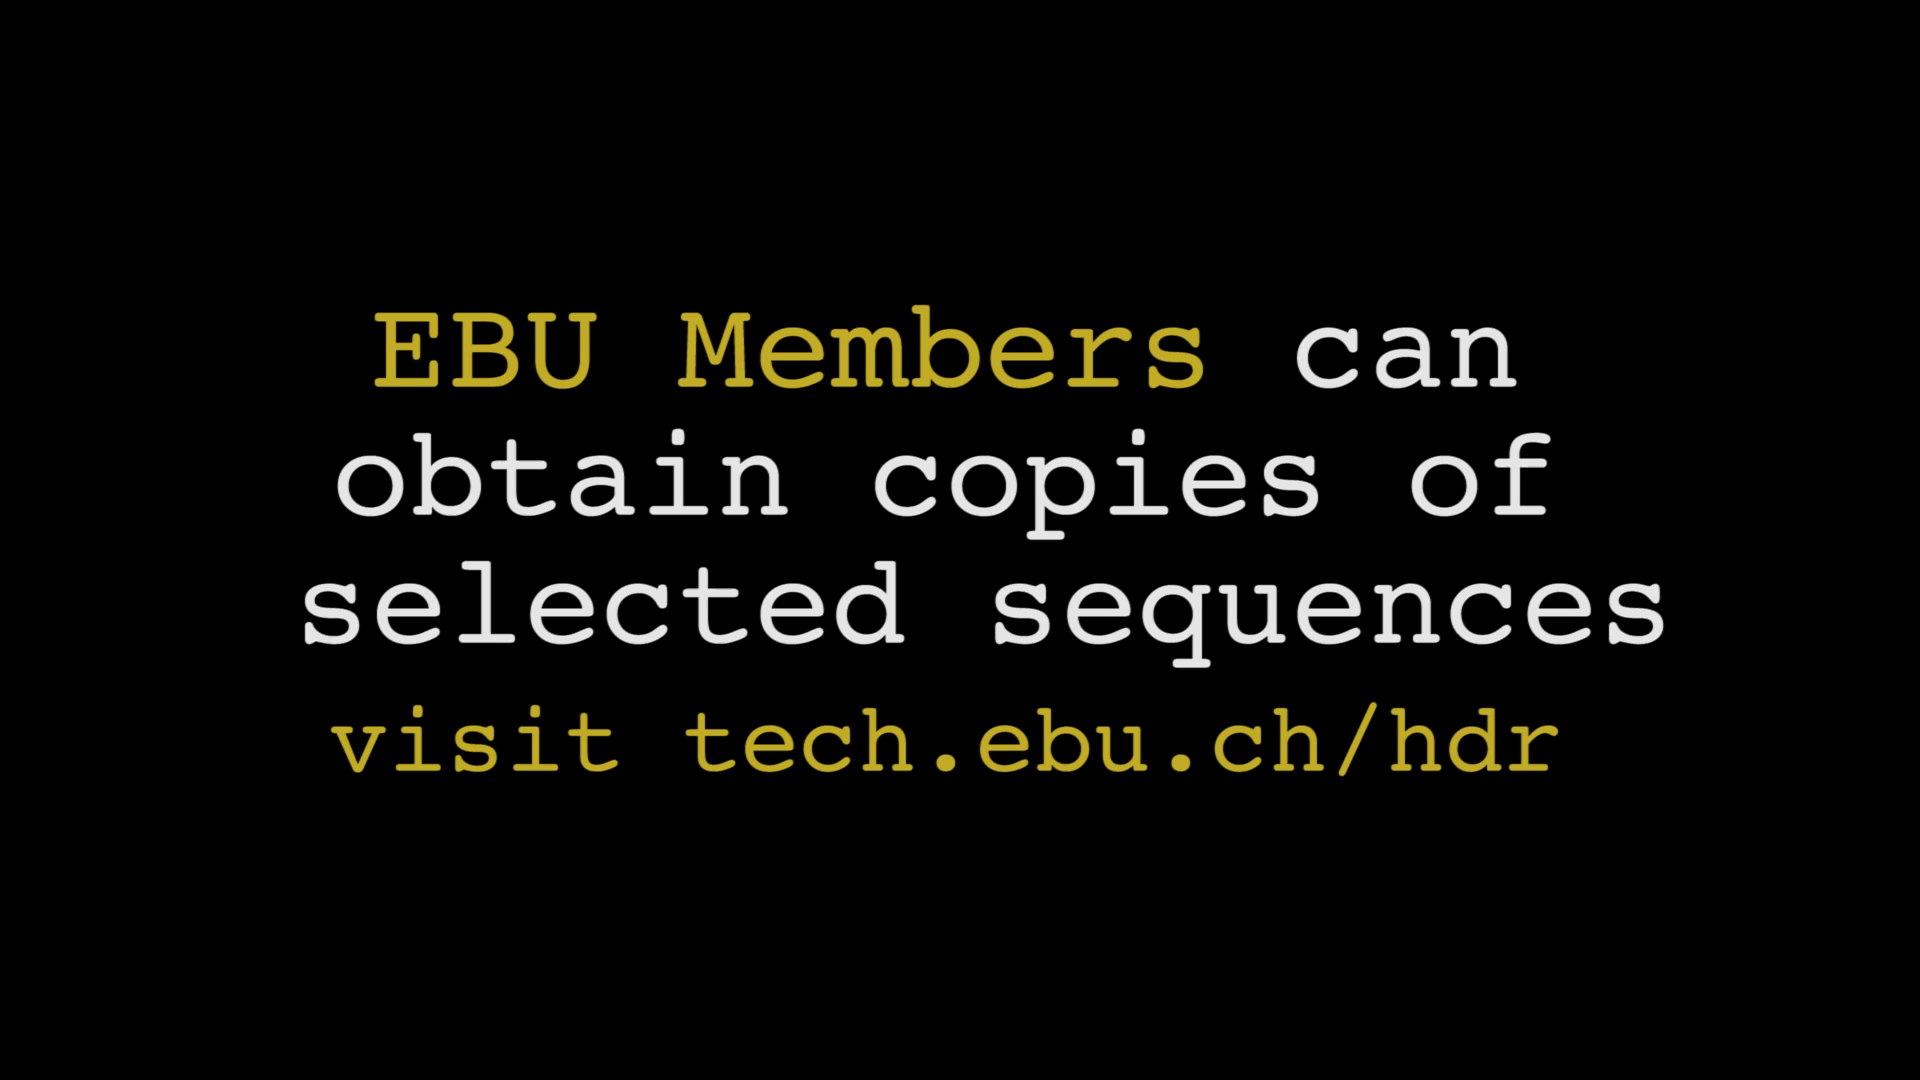 EBU Members can
obtain copies of
selected sequences
visit tech.ebu.ch/hdr